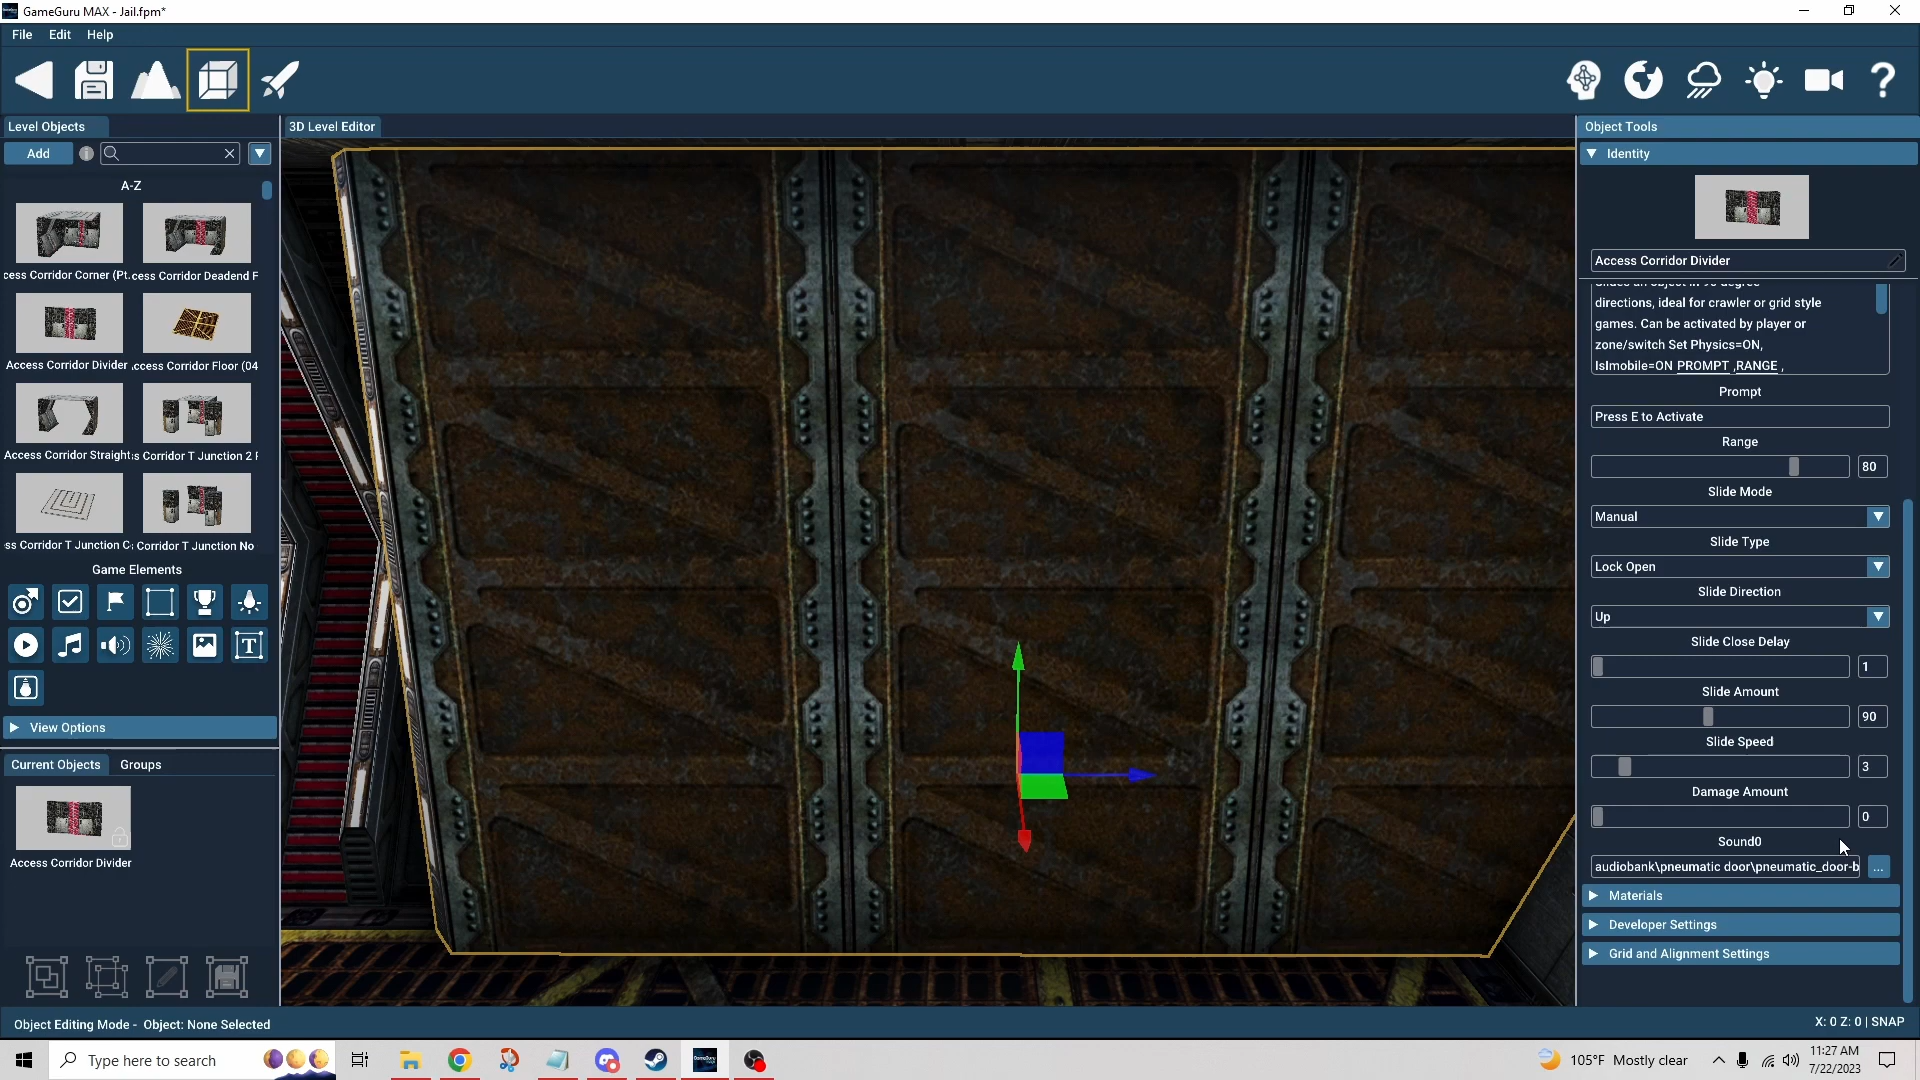 GameGuru MAX - Jail.fpm*
File Edit Help
Level Objects
3D Level Editor
Object Tools
Add
Identity
A-Z
cess Corridor Corner (Pt. cess Corridor Deadend F
Access Corridor Divider .ccess Corridor Floor (04
Access Corridor Straight :s Corridor T Junction 2 F
ss Corridor T Junction C: Corridor T Junction No
Game Elements
View Options
Current Objects Groups
Access Corridor Divider
Access Corridor Divider
directions, ideal for crawler or grid style
games. Can be activated by player or
zone/switch Set Physics=ON,
IsImobile=ON PROMPT ,RANGE ,
Prompt
Press E to Activate
Range
80
Slide Mode
Manual
Slide Type
Lock Open
Slide Direction
Up
Slide Close Delay
1
Slide Amount
90
Slide Speed
3
Damage Amount
0
Sound0
audiobank\pneumatic door\pneumatic_door-b ...
Materials
Developer Settings
Grid and Alignment Settings
Object Editing Mode - Object: None Selected
X: 0 Z: 0 | SNAP
Type here to search
105°F Mostly clear
11:27 AM
7/22/2023